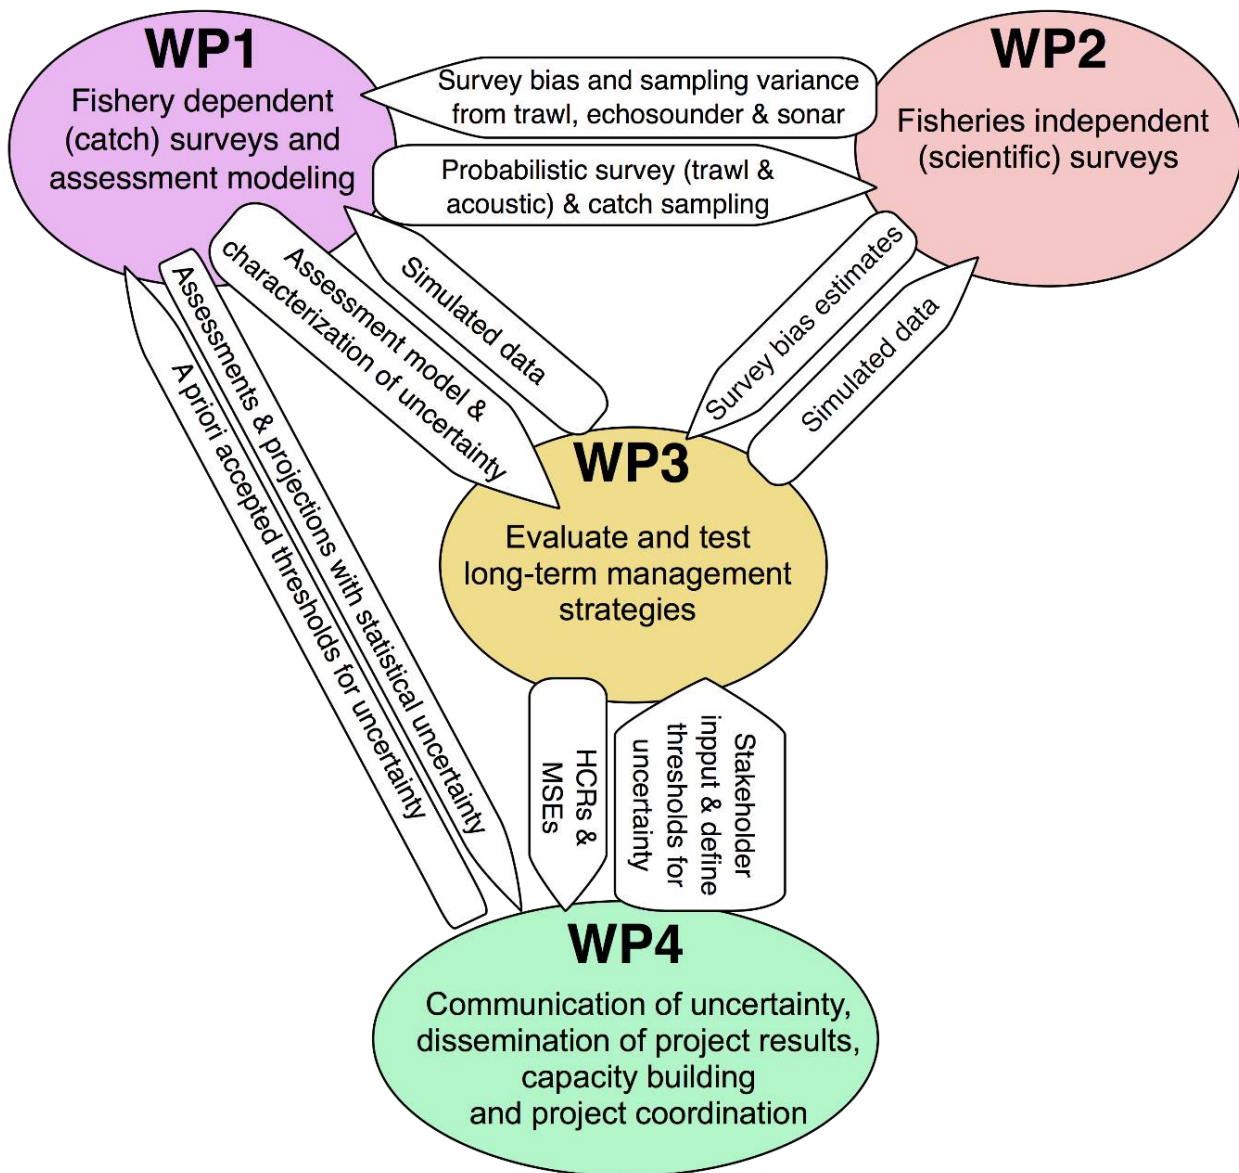 WP1
Fishery dependent
(catch) surveys and
assessment modeling
WP2
Fisheries independent
(scientific) surveys
Survey bias and sampling variance
from trawl, echosounder & sonar
Probabilistic survey (trawl &
acoustic) & catch sampling
Simulated data
Assessment model &
characterization of uncertainty
Assessments & projections with statistical uncertainty
A priori accepted thresholds for uncertainty
Survey bias estimates
Simulated data
WP3
Evaluate and test
long-term management
strategies
HCRs &
MSEs
Stakeholder
inpput & define
thresholds for
uncertainty
WP4
Communication of uncertainty,
dissemination of project results,
capacity building
and project coordination